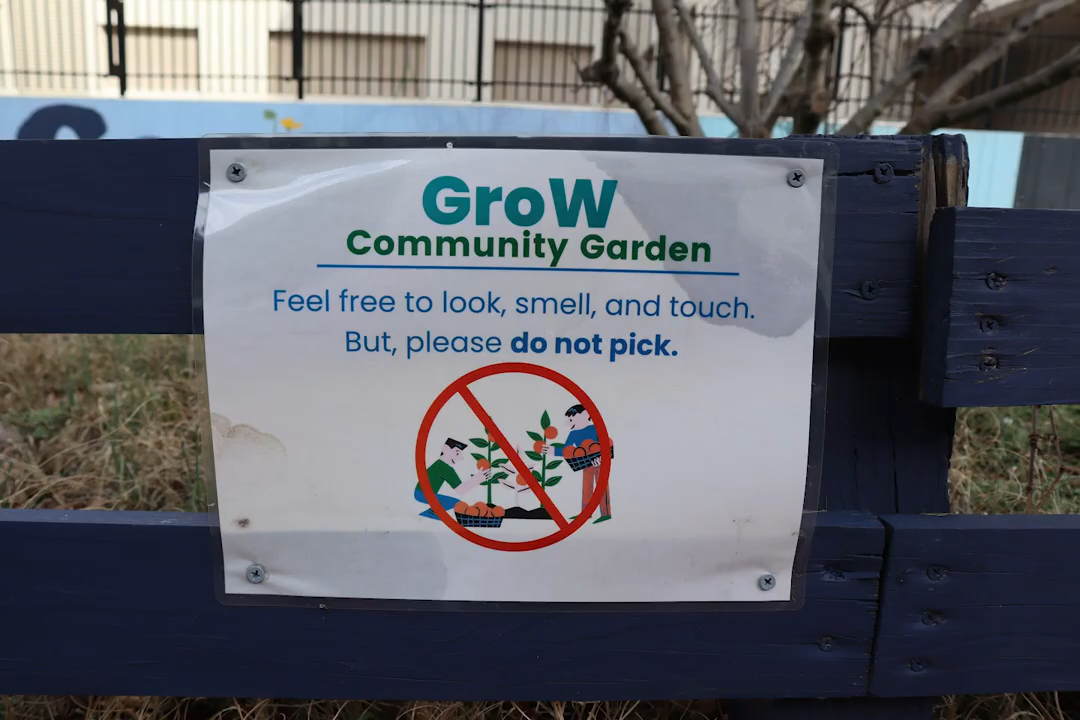 GroW
Community Garden
Feel free to look, smell, and touch.
But, please do not pick.